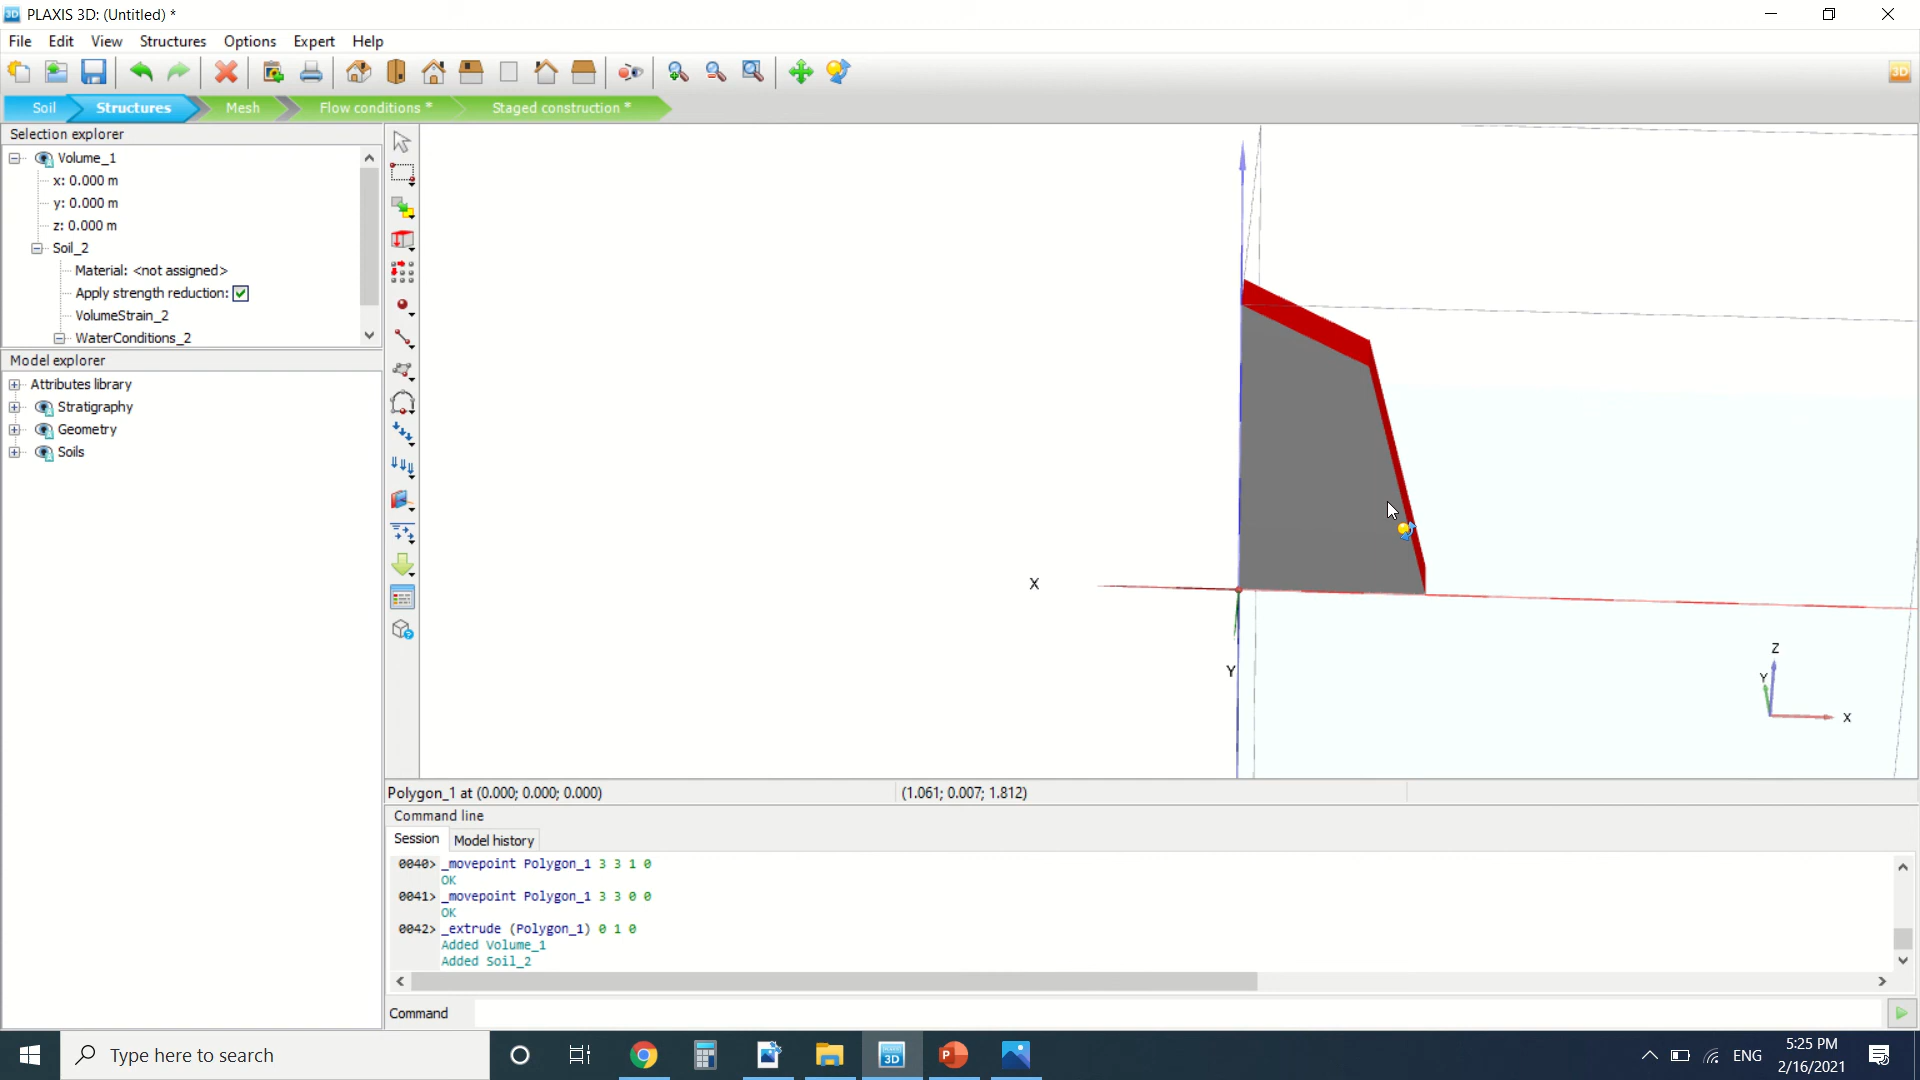 PLAXIS 3D: (Untitled) *
File Edit View Structures Options Expert Help
3D
Soil Structures Mesh Flow conditions * Staged construction *
Selection explorer
Volume_1
x: 0.000 m
y: 0.000 m
z: 0.000 m
Soil_2
Material: <not assigned>
Apply strength reduction:
VolumeStrain_2
WaterConditions_2
Model explorer
Attributes library
Stratigraphy
Geometry
Soils
X
Y
Z
Y
X
Polygon_1 at (0.000; 0.000; 0.000) (1.061; 0.007; 1.812)
Command line
Session Model history
0040> _movepoint Polygon_1 3 3 1 0
OK
0041> _movepoint Polygon_1 3 3 0 0
OK
0042> _extrude (Polygon_1) 0 1 0
Added Volume_1
Added Soil_2
Command
Type here to search
3D
P
ENG
5:25 PM
2/16/2021